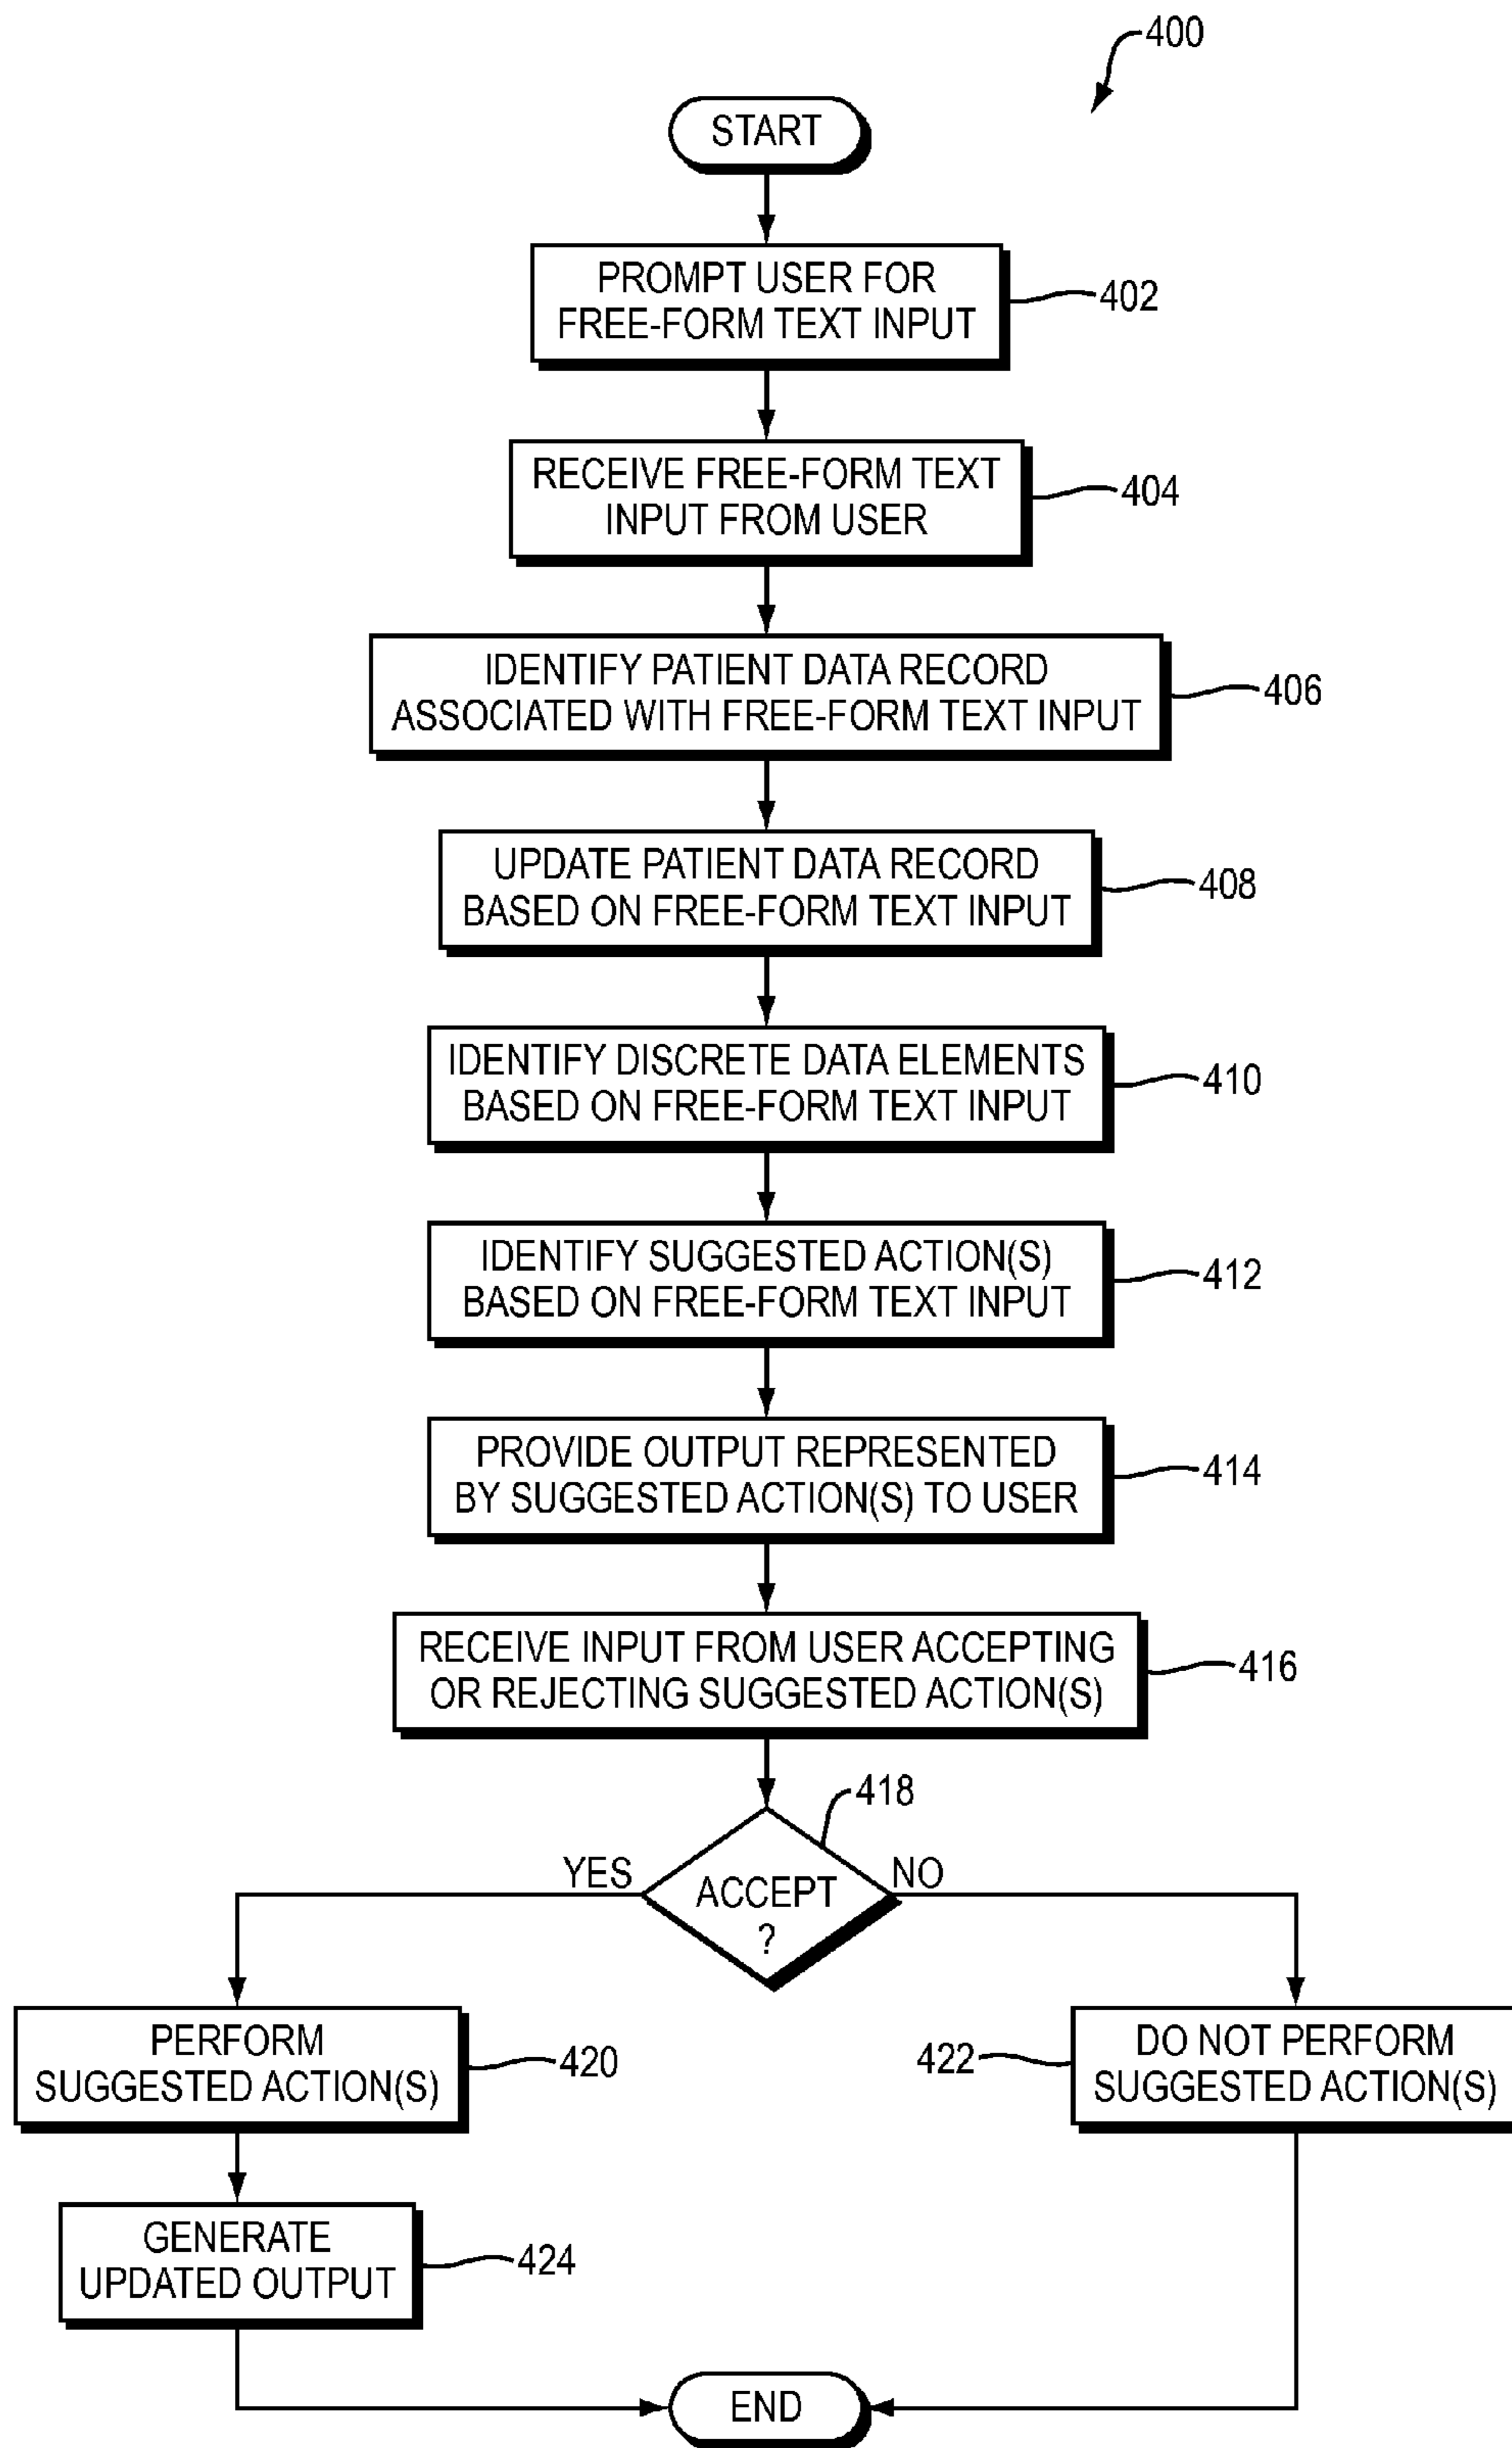 400
START
PROMPT USER FOR
FREE-FORM TEXT INPUT
402
RECEIVE FREE-FORM TEXT
INPUT FROM USER
404
IDENTIFY PATIENT DATA RECORD
ASSOCIATED WITH FREE-FORM TEXT INPUT
406
UPDATE PATIENT DATA RECORD
BASED ON FREE-FORM TEXT INPUT
408
IDENTIFY DISCRETE DATA ELEMENTS
BASED ON FREE-FORM TEXT INPUT
410
IDENTIFY SUGGESTED ACTION(S)
BASED ON FREE-FORM TEXT INPUT
412
PROVIDE OUTPUT REPRESENTED
BY SUGGESTED ACTION(S) TO USER
414
RECEIVE INPUT FROM USER ACCEPTING
OR REJECTING SUGGESTED ACTION(S)
416
418
YES
ACCEPT
?
NO
PERFORM
SUGGESTED ACTION(S)
420
422
DO NOT PERFORM
SUGGESTED ACTION(S)
GENERATE
UPDATED OUTPUT
424
END